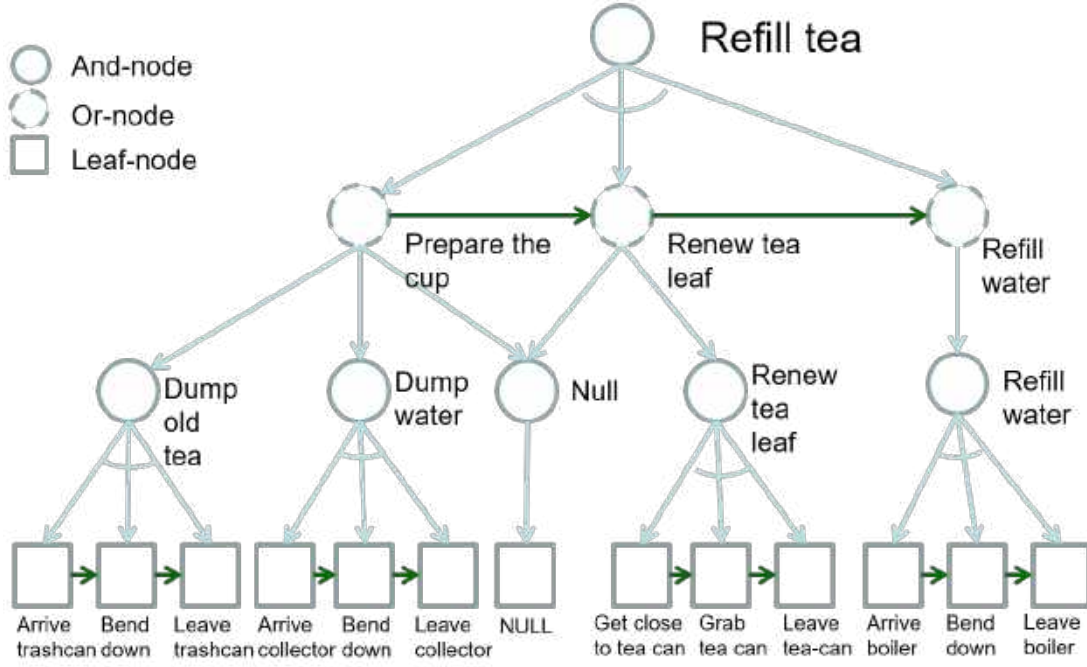 Refill tea
And-node
Or-node
Leaf-node
Prepare the
cup
Renew tea
leaf
Refill
water
Dump
old
tea
Dump
water
Null
Renew
tea
leaf
Refill
water
Arrive
trashcan
Bend
down
Leave
trashcan
Arrive
collector
Bend
down
Leave
collector
NULL
Get close
to tea can
Grab
tea can
Leave
tea-can
Arrive
boiler
Bend
down
Leave
boiler